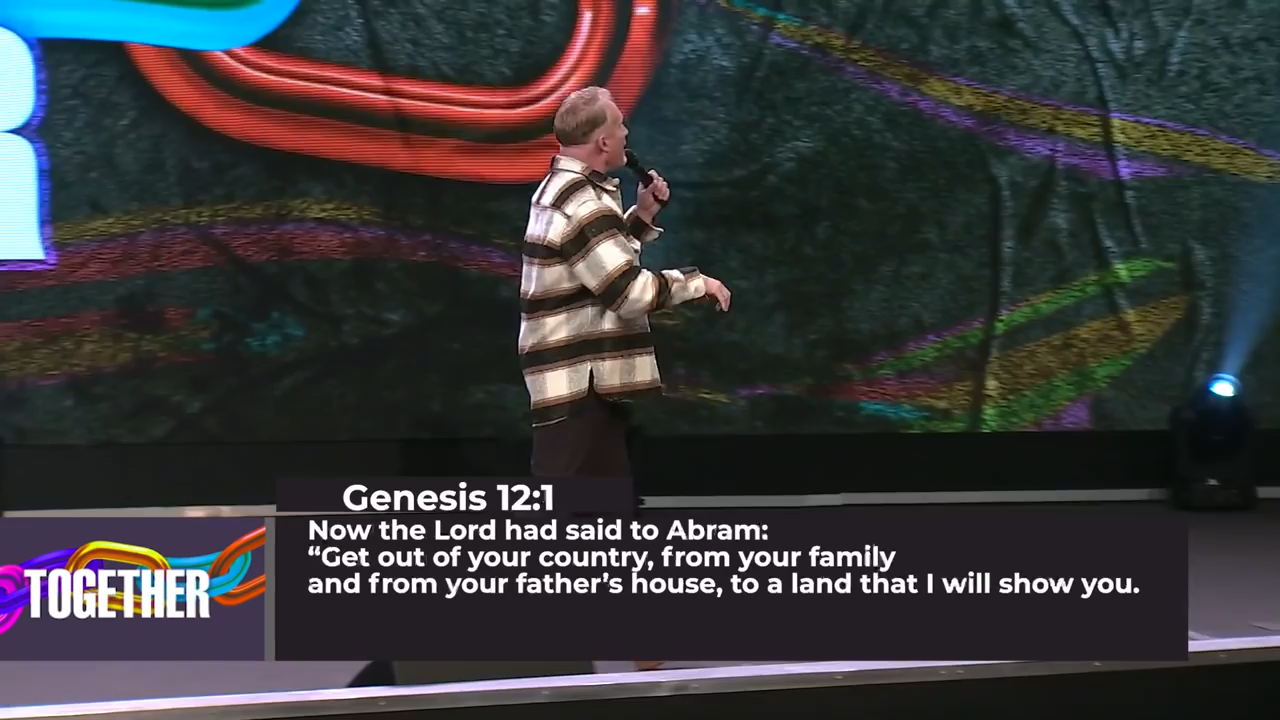 Genesis 12:1
Now the Lord had said to Abram:
“Get out of your country, from your family
and from your father’s house, to a land that I will show you.
TOGETHER